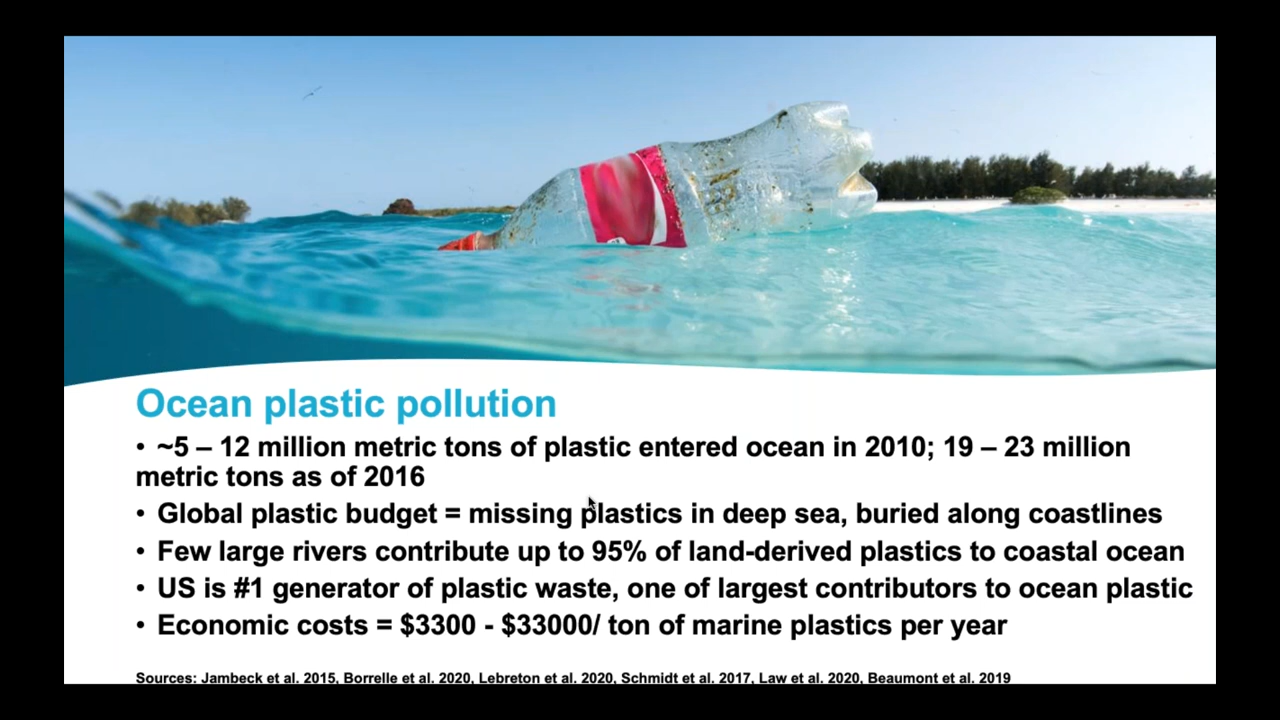 Ocean plastic pollution
• ~5 – 12 million metric tons of plastic entered ocean in 2010; 19 – 23 million
metric tons as of 2016
• Global plastic budget = missing plastics in deep sea, buried along coastlines
• Few large rivers contribute up to 95% of land-derived plastics to coastal ocean
• US is #1 generator of plastic waste, one of largest contributors to ocean plastic
• Economic costs = $3300 - $33000/ ton of marine plastics per year
Sources: Jambeck et al. 2015, Borrelle et al. 2020, Lebreton et al. 2020, Schmidt et al. 2017, Law et al. 2020, Beaumont et al. 2019